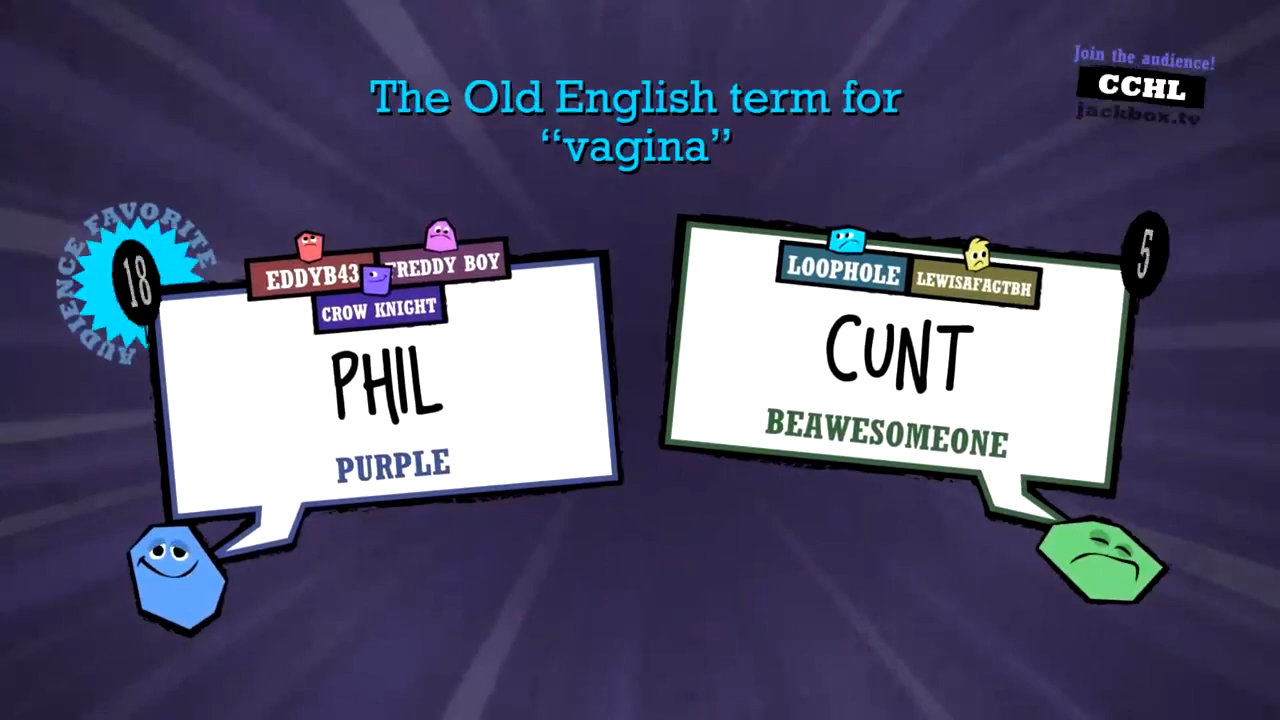 Join the audience!
CCHL
jackbox.tv
The Old English term for
“vagina”
AUDIENCE FAVORITE
18
EDDYB43
FREDDY BOY
CROW KNIGHT
PHIL
PURPLE
5
LOOPHOLE
LEWISAFAGTBH
CUNT
BEAWESOMEONE